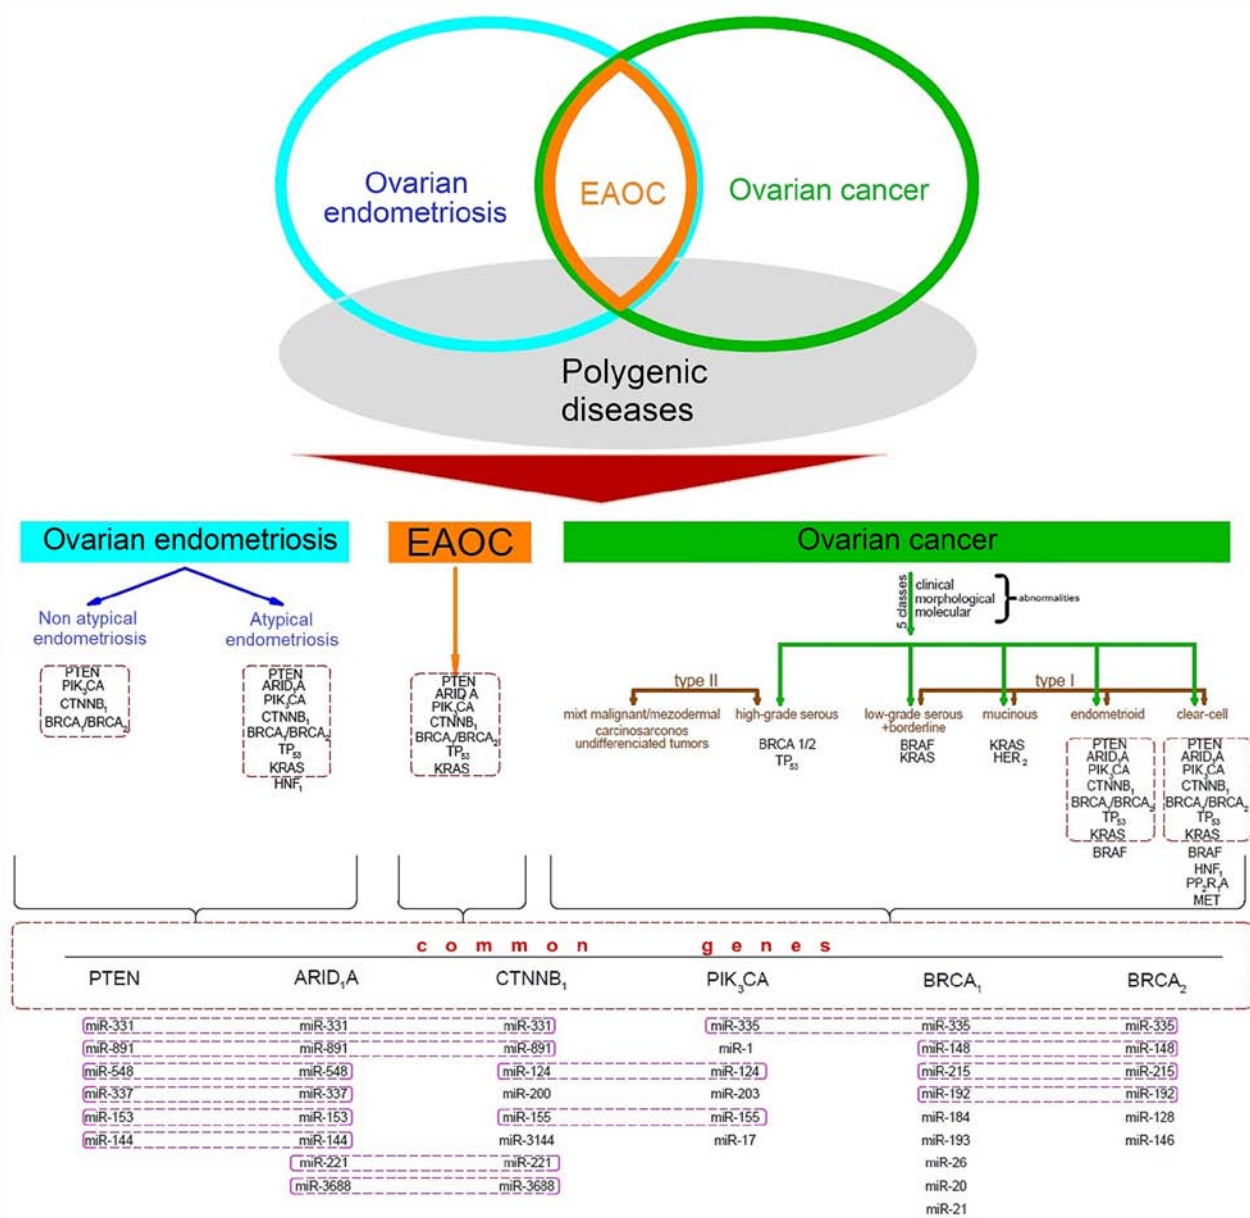 Ovarian
endometriosis
EAOC
Ovarian cancer
Polygenic
diseases
Ovarian endometriosis
EAOC
Ovarian cancer
Non atypical
endometriosis
PTEN
PIK3CA
CTNNB1
BRCA1/BRCA2
Atypical
endometriosis
PTEN
ARID1A
PIK3CA
CTNNB1
BRCA1/BRCA2
TP53
KRAS
HNF1
PTEN
ARID A
PIK3CA
CTNNB1
BRCA1/BRCA2
TP53
KRAS
5 classes
clinical
morphological
molecular
abnormalities
type II
type I
mixt malignant/mezodermal
carcinosarconos
undifferenciated tumors
high-grade serous
BRCA 1/2
TP53
low-grade serous
+borderline
BRAF
KRAS
mucinous
KRAS
HER2
endometrioid
PTEN
ARID1A
PIK3CA
CTNNB1
BRCA1/BRCA2
TP53
KRAS
BRAF
clear-cell
PTEN
ARID1A
PIK3CA
CTNNB1
BRCA1/BRCA2
TP53
KRAS
BRAF
HNF1
PP2R1A
MET
common genes
PTEN ARID1A CTNNB1 PIK3CA BRCA1 BRCA2
miR-331 miR-331 miR-331 miR-335 miR-335 miR-335
miR-891 miR-891 miR-891 miR-1 miR-148 miR-148
miR-548 miR-548 miR-124 miR-124 miR-215 miR-215
miR-337 miR-337 miR-200 miR-203 miR-192 miR-192
miR-153 miR-153 miR-155 miR-155 miR-184 miR-128
miR-144 miR-144 miR-3144 miR-17 miR-193 miR-146
miR-221 miR-221 miR-26
miR-3688 miR-3688 miR-20
miR-21